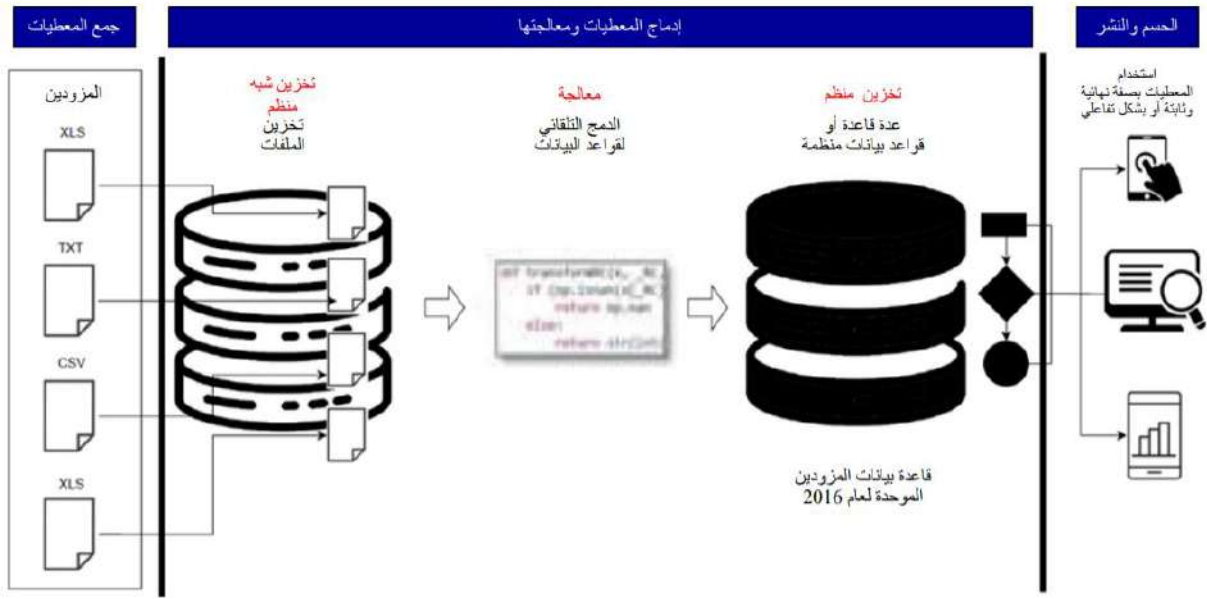 جمع المعطيات
إدماج المعطيات ومعالجتها
الحسم والنشر
المزودين
XLS
TXT
CSV
XLS
تخزين شبه
منظم
تخزين
الملفات
معالجة
الدمج التلقائي
لقواعد البيانات
else:
تخزين منظم
عدة قاعدة أو
قواعد بيانات منظمة
قاعدة بيانات المزودين
الموحدة لعام 2016
استخدام
المعطيات بصفة نهائية
وثابتة أو بشكل تفاعلي